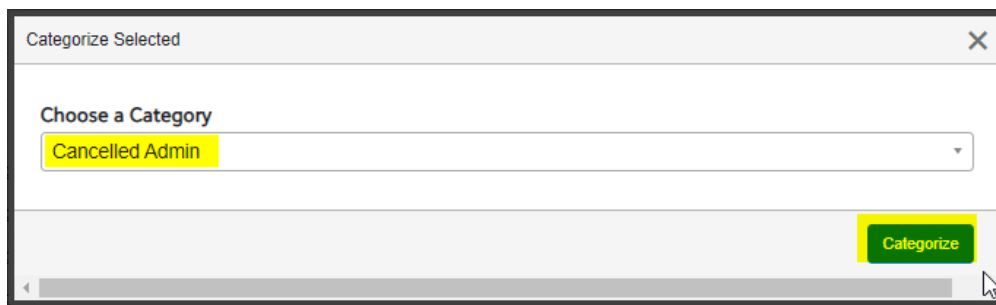 Categorize Selected
Choose a Category
Cancelled Admin
Categorize